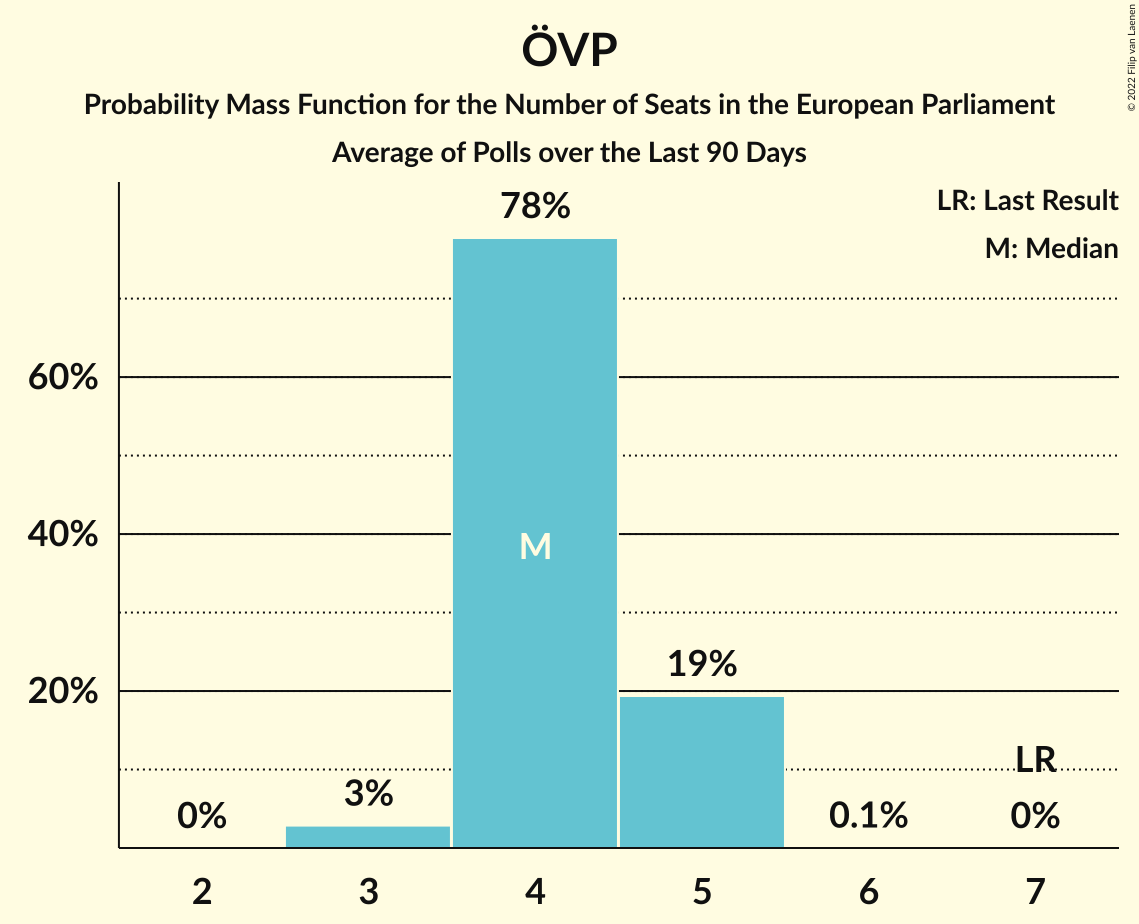 ÖVP
Probability Mass Function for the Number of Seats in the European Parliament
Average of Polls over the Last 90 Days
© 2022 Filip van Laenen
LR: Last Result
M: Median
78%
60%
40%
20%
M
19%
LR
3%
0%
0.1%
0%
2 3 4 5 6 7